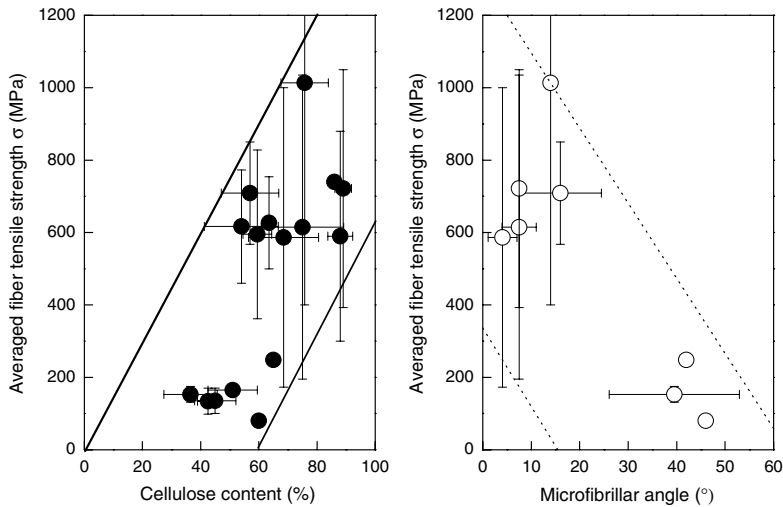 1200
1000
800
600
400
200
0
Averaged fiber tensile strength σ (MPa)
0 20 40 60 80 100
Cellulose content (%)
1200
1000
800
600
400
200
0
Averaged fiber tensile strength σ (MPa)
0 10 20 30 40 50 60
Microfibrillar angle (°)